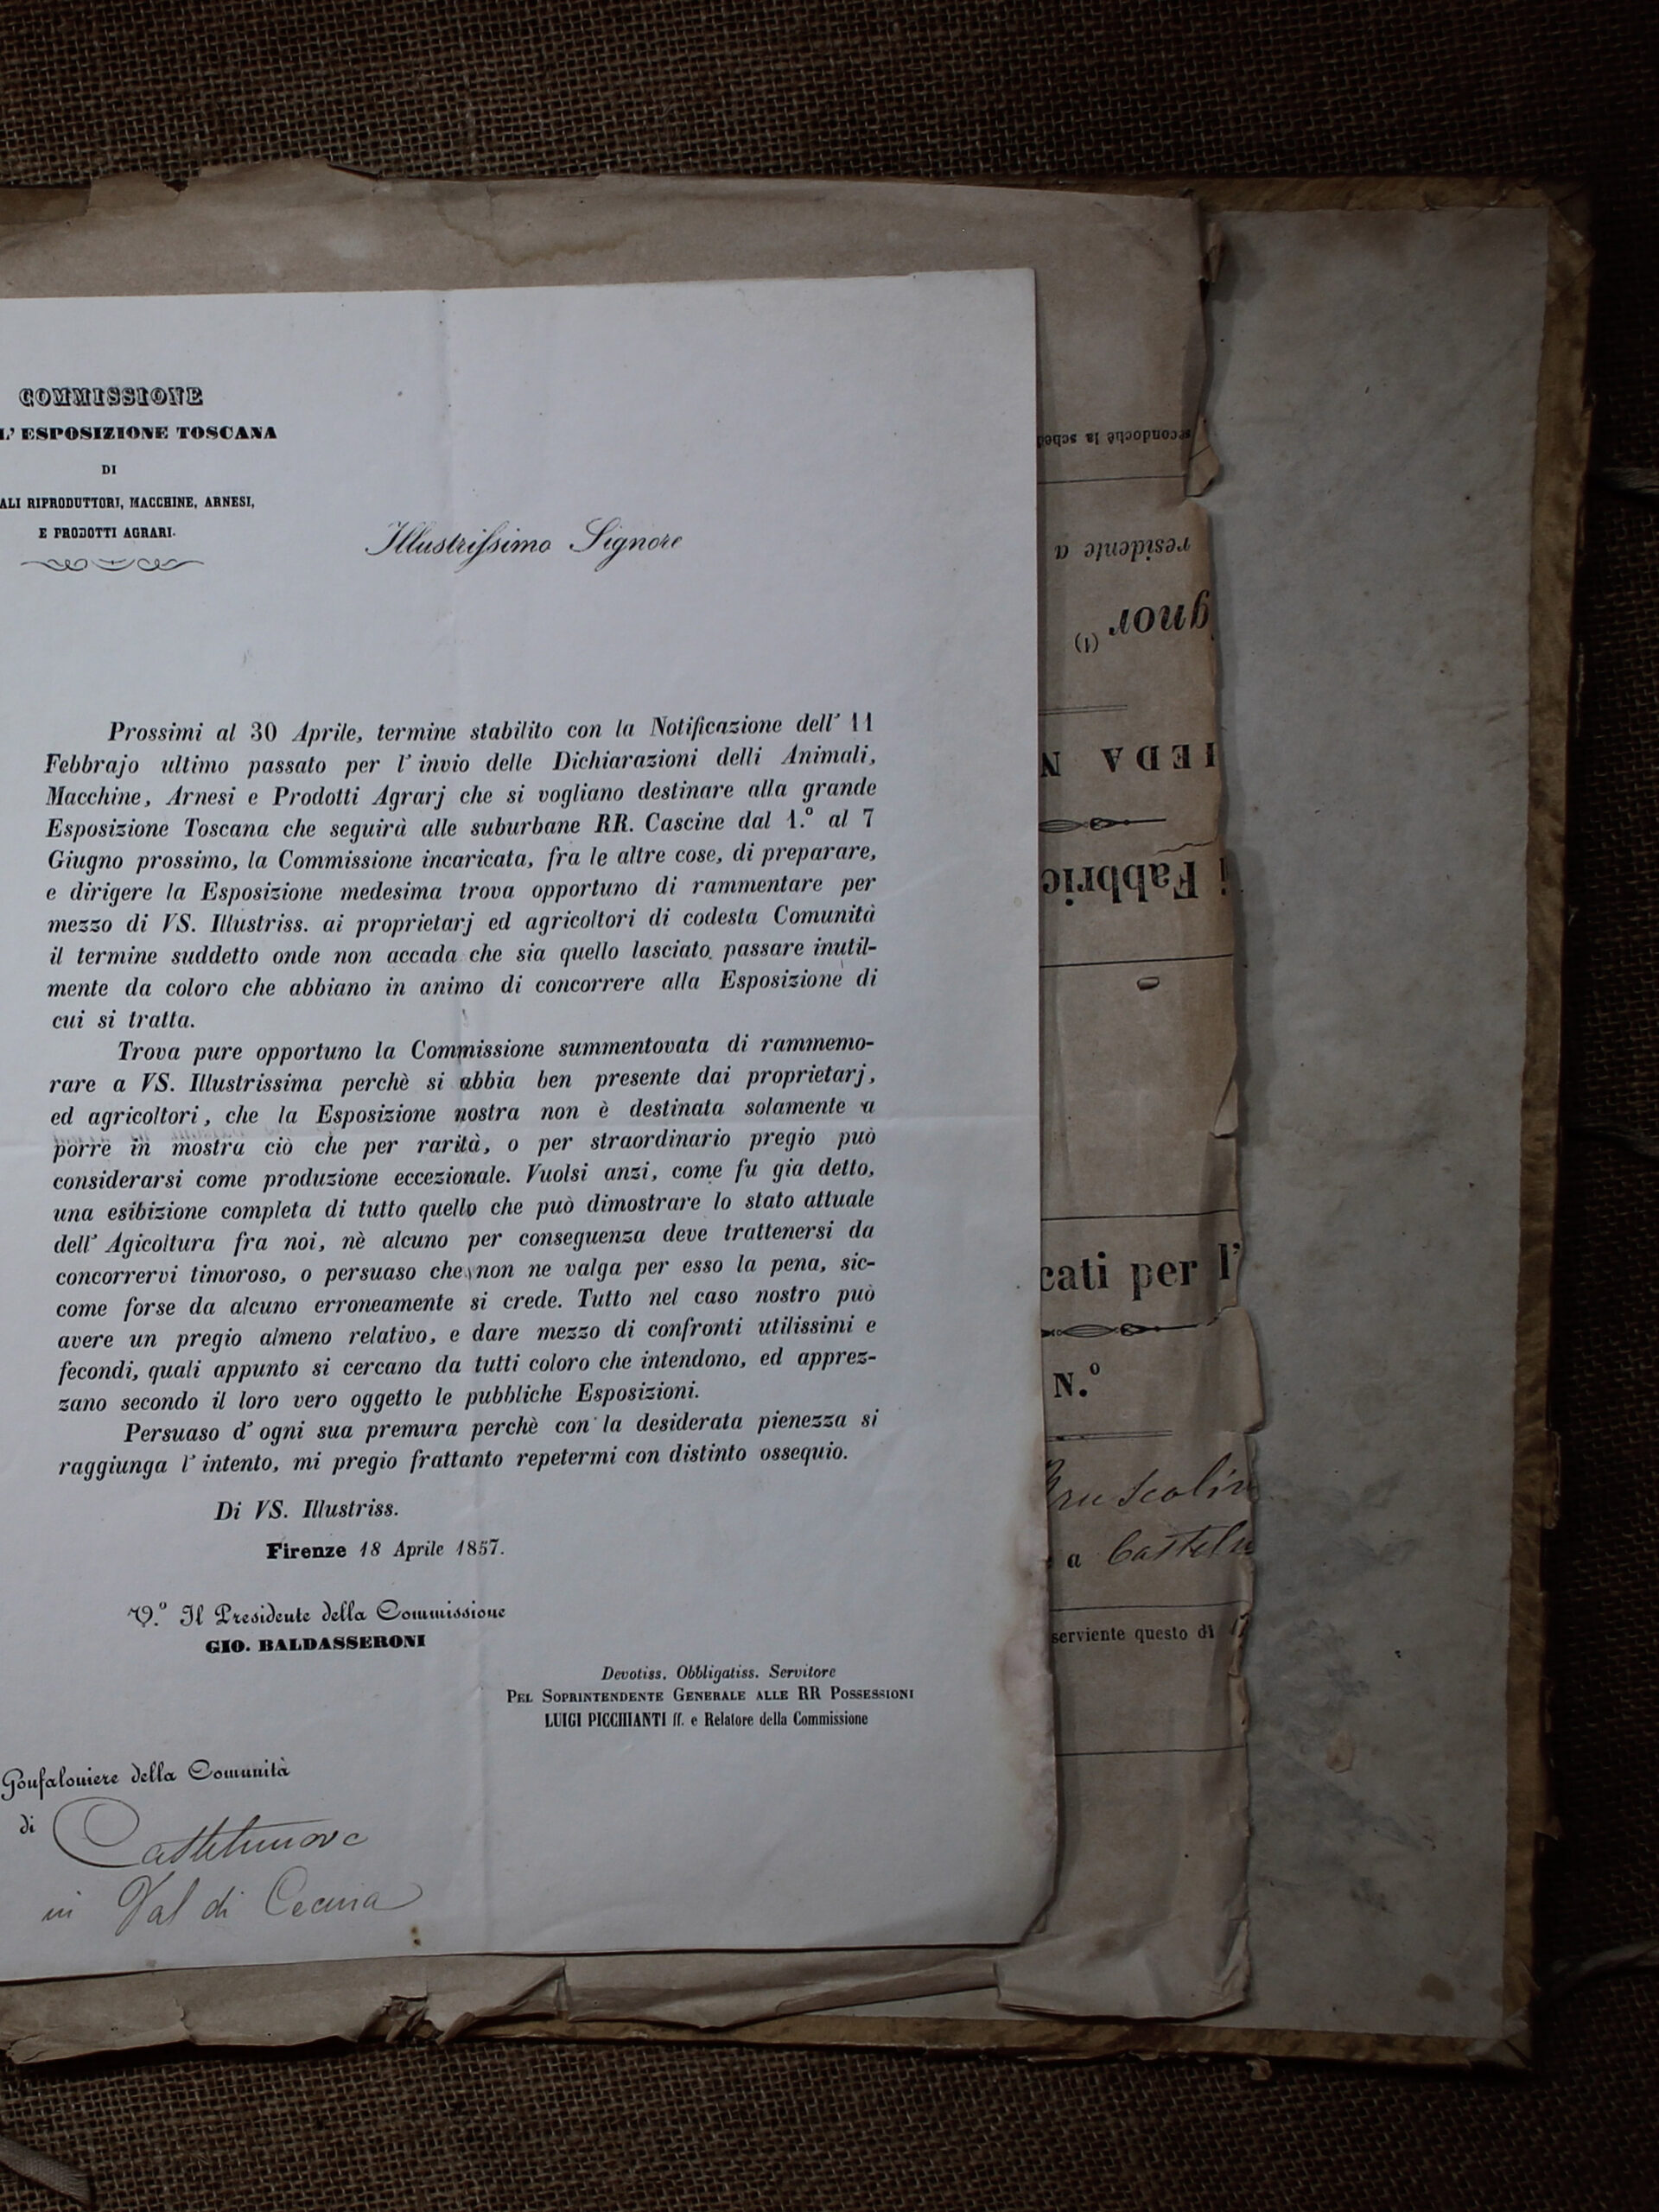 COMMISSIONE
L' ESPOSIZIONE TOSCANA
DI
ALI RIPRODUTTORI, MACCHINE, ARNESI,
E PRODOTTI AGRARI.
Illustrissimo Signore
Prossimi al 30 Aprile, termine stabilito con la Notificazione dell' 11
Febbrajo ultimo passato per l' invio delle Dichiarazioni delli Animali,
Macchine, Arnesi e Prodotti Agrarj che si vogliano destinare alla grande
Esposizione Toscana che seguirà alle suburbane RR. Cascine dal 1.º al 7
Giugno prossimo, la Commissione incaricata, fra le altre cose, di preparare,
e dirigere la Esposizione medesima trova opportuno di rammentare per
mezzo di VS. Illustriss. ai proprietarj ed agricoltori di codesta Comunità
il termine suddetto onde non accada che sia quello lasciato passare inutil-
mente da coloro che abbiano in animo di concorrere alla Esposizione di
cui si tratta.
Trova pure opportuno la Commissione summentovata di rammemo-
rare a VS. Illustrissima perchè si abbia ben presente dai proprietarj,
ed agricoltori, che la Esposizione nostra non è destinata solamente a
porre in mostra ciò che per rarità, o per straordinario pregio può
considerarsi come produzione eccezionale. Vuolsi anzi, come fu gia detto,
una esibizione completa di tutto quello che può dimostrare lo stato attuale
dell' Agicoltura fra noi, nè alcuno per conseguenza deve trattenersi da
concorrervi timoroso, o persuaso che non ne valga per esso la pena, sic-
come forse da alcuno erroneamente si crede. Tutto nel caso nostro può
avere un pregio almeno relativo, e dare mezzo di confronti utilissimi e
fecondi, quali appunto si cercano da tutti coloro che intendono, ed apprez-
zano secondo il loro vero oggetto le pubbliche Esposizioni.
Persuaso d' ogni sua premura perchè con la desiderata pienezza si
raggiunga l' intento, mi pregio frattanto repetermi con distinto ossequio.
Di VS. Illustriss.
Firenze 18 Aprile 1857.
V.º Il Presidente della Commissione
GIO. BALDASSERONI
Devotiss. Obbligatiss. Servitore
PEL SOPRINTENDENTE GENERALE ALLE RR POSSESSIONI
LUIGI PICCHIANTI ff. e Relatore della Commissione
Gonfaloniere della Comunità
di Castelnuovo
in Val di Cecina
secondochè la sched
residente a
gnor (1)
IEDA N
i Fabbric
cati per l'
N.º
Bruscolin
a Casteln
serviente questo dì 17